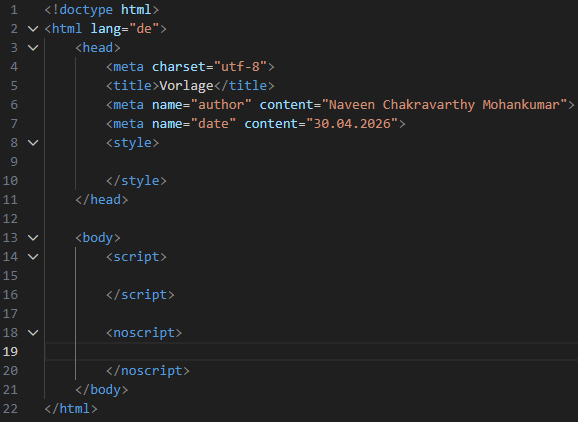 1 <!doctype html>
2 <html lang="de">
3 <head>
4 <meta charset="utf-8">
5 <title>Vorlage</title>
6 <meta name="author" content="Naveen Chakravarthy Mohankumar">
7 <meta name="date" content="30.04.2026">
8 <style>
9
10 </style>
11 </head>
12
13 <body>
14 <script>
15
16 </script>
17
18 <noscript>
19
20 </noscript>
21 </body>
22 </html>